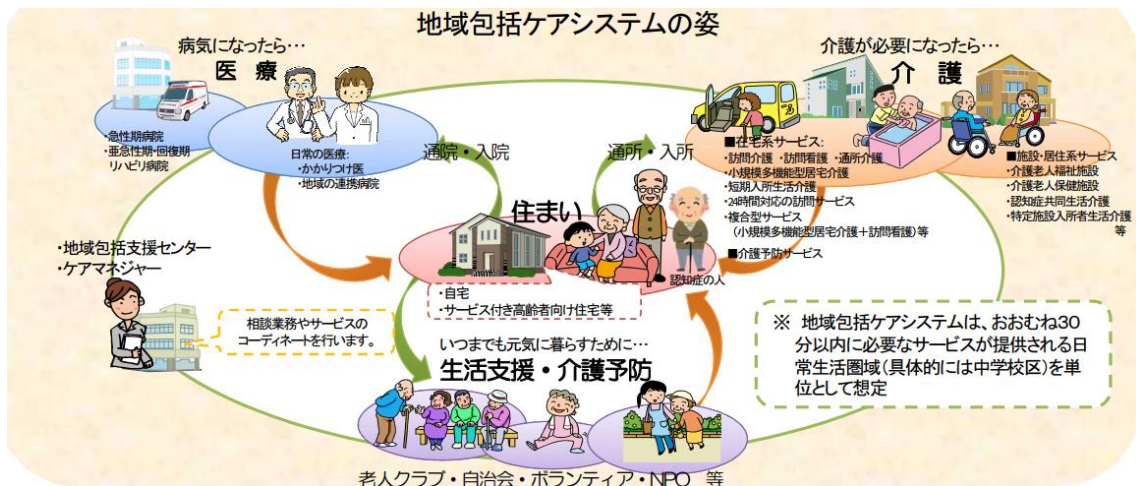 地域包括ケアシステムの姿
病気になったら…
医 療
・急性期病院
・亜急性期・回復期
リハビリ病院
日常の医療：
・かかりつけ医
・地域の連携病院
通院・入院
通所・入所
介護が必要になったら…
介 護
■在宅系サービス：
・訪問介護 ・訪問看護 ・通所介護
・小規模多機能型居宅介護
・短期入所生活介護
・24時間対応の訪問サービス
・複合型サービス
（小規模多機能型居宅介護＋訪問看護）等
■介護予防サービス
■施設・居住系サービス
・介護老人福祉施設
・介護老人保健施設
・認知症共同生活介護
・特定施設入所者生活介護
等
住まい
認知症の人
・自宅
・サービス付き高齢者向け住宅等
・地域包括支援センター
・ケアマネジャー
相談業務やサービスの
コーディネートを行います。
いつまでも元気に暮らすために…
生活支援・介護予防
老人クラブ・自治会・ボランティア・NPO 等
※ 地域包括ケアシステムは、おおむね30
分以内に必要なサービスが提供される日
常生活圏域（具体的には中学校区）を単
位として想定